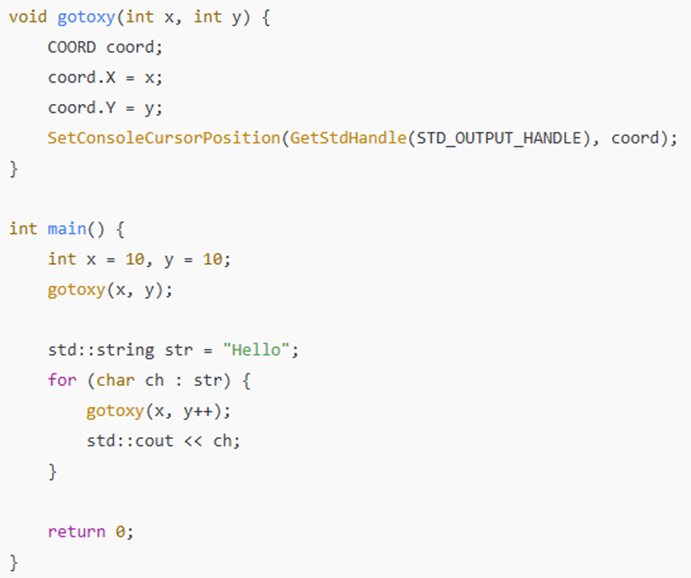 void gotoxy(int x, int y) {
    COORD coord;
    coord.X = x;
    coord.Y = y;
    SetConsoleCursorPosition(GetStdHandle(STD_OUTPUT_HANDLE), coord);
}

int main() {
    int x = 10, y = 10;
    gotoxy(x, y);

    std::string str = "Hello";
    for (char ch : str) {
        gotoxy(x, y++);
        std::cout << ch;
    }

    return 0;
}